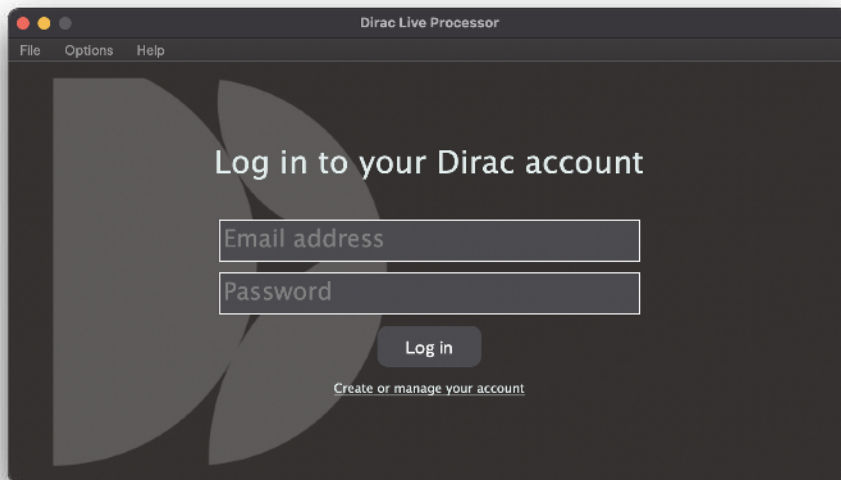 Dirac Live Processor
File Options Help
Log in to your Dirac account
Email address
Password
Log in
Create or manage your account